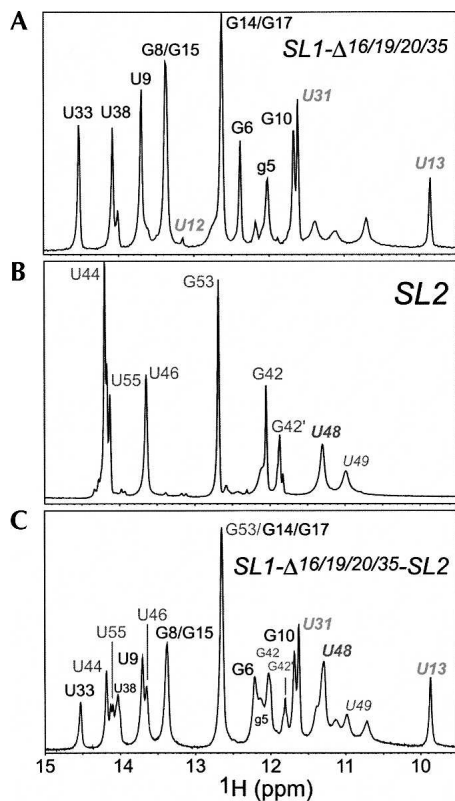 A
G14/G17
SL1-Δ16/19/20/35
G8/G15
U9
U33
U38
U31
G10
G6
g5
U13
U12
B
U44
SL2
G53
U55
U46
G42
G42'
U48
U49
C
G53/G14/G17
SL1-Δ16/19/20/35-SL2
U46
U55
G8/G15
U31
U9
G10
U48
U44
G42
G6
G42'
U13
U33
U38
g5
U49
15 14 13 12 11 10
1H (ppm)